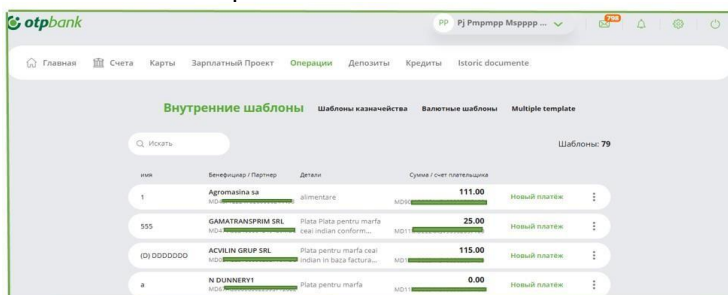 otpbank
PP Pj Pmpmpp Mspppp ...
798
Главная Счета Карты Зарплатный Проект Операции Депозиты Кредиты Istoric documente
Внутренние шаблоны Шаблоны казначейства Валютные шаблоны Multiple template
Искать Шаблоны: 79
имя Бенефициар / Партнер Детали Сумма / счет плательщика
1 Agromasina sa alimentare 111.00 Новый платёж
555 GAMATRANSPRIM SRL Plata Plata pentru marfa 25.00 Новый платёж
ceai indian conform...
(D) DDDDDDD ACVILIN GRUP SRL Plata pentru marfa ceai 115.00 Новый платёж
indian in baza factura...
a N DUNNERY1 Plata pentru marfa 0.00 Новый платёж